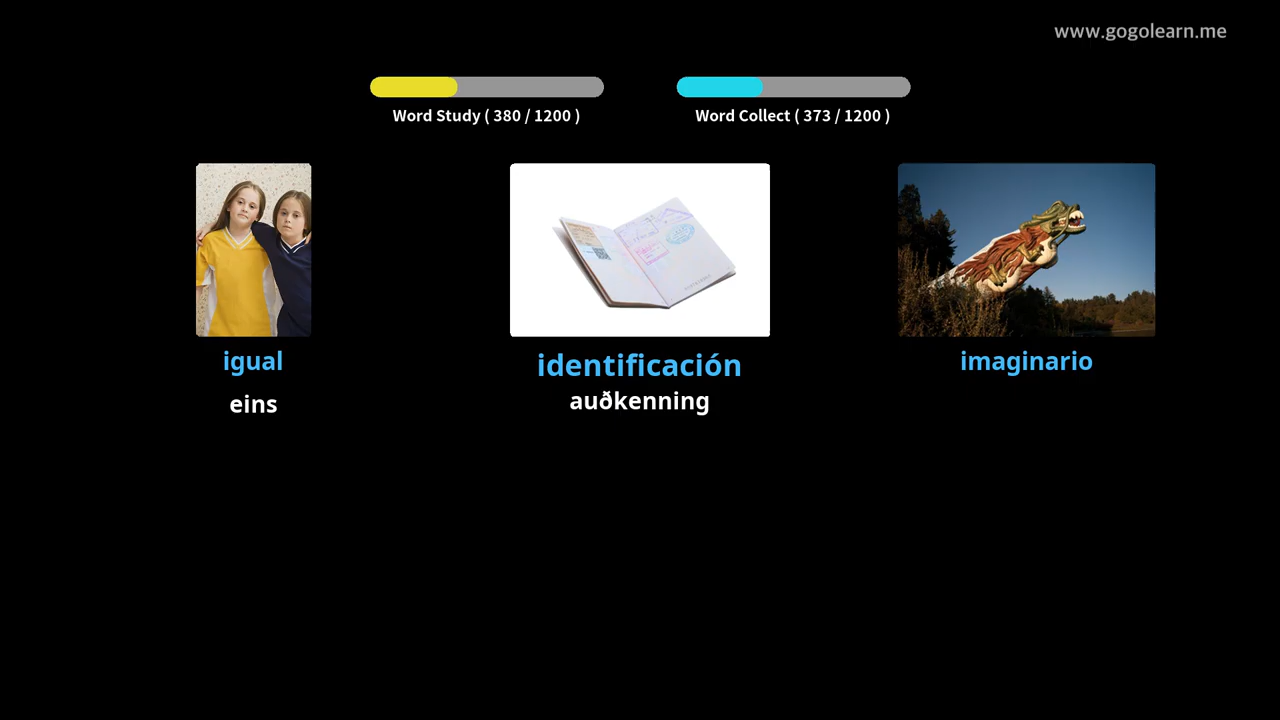 www.gogolearn.me
Word Study ( 380 / 1200 )
Word Collect ( 373 / 1200 )
igual
eins
identificación
auðkenning
imaginario